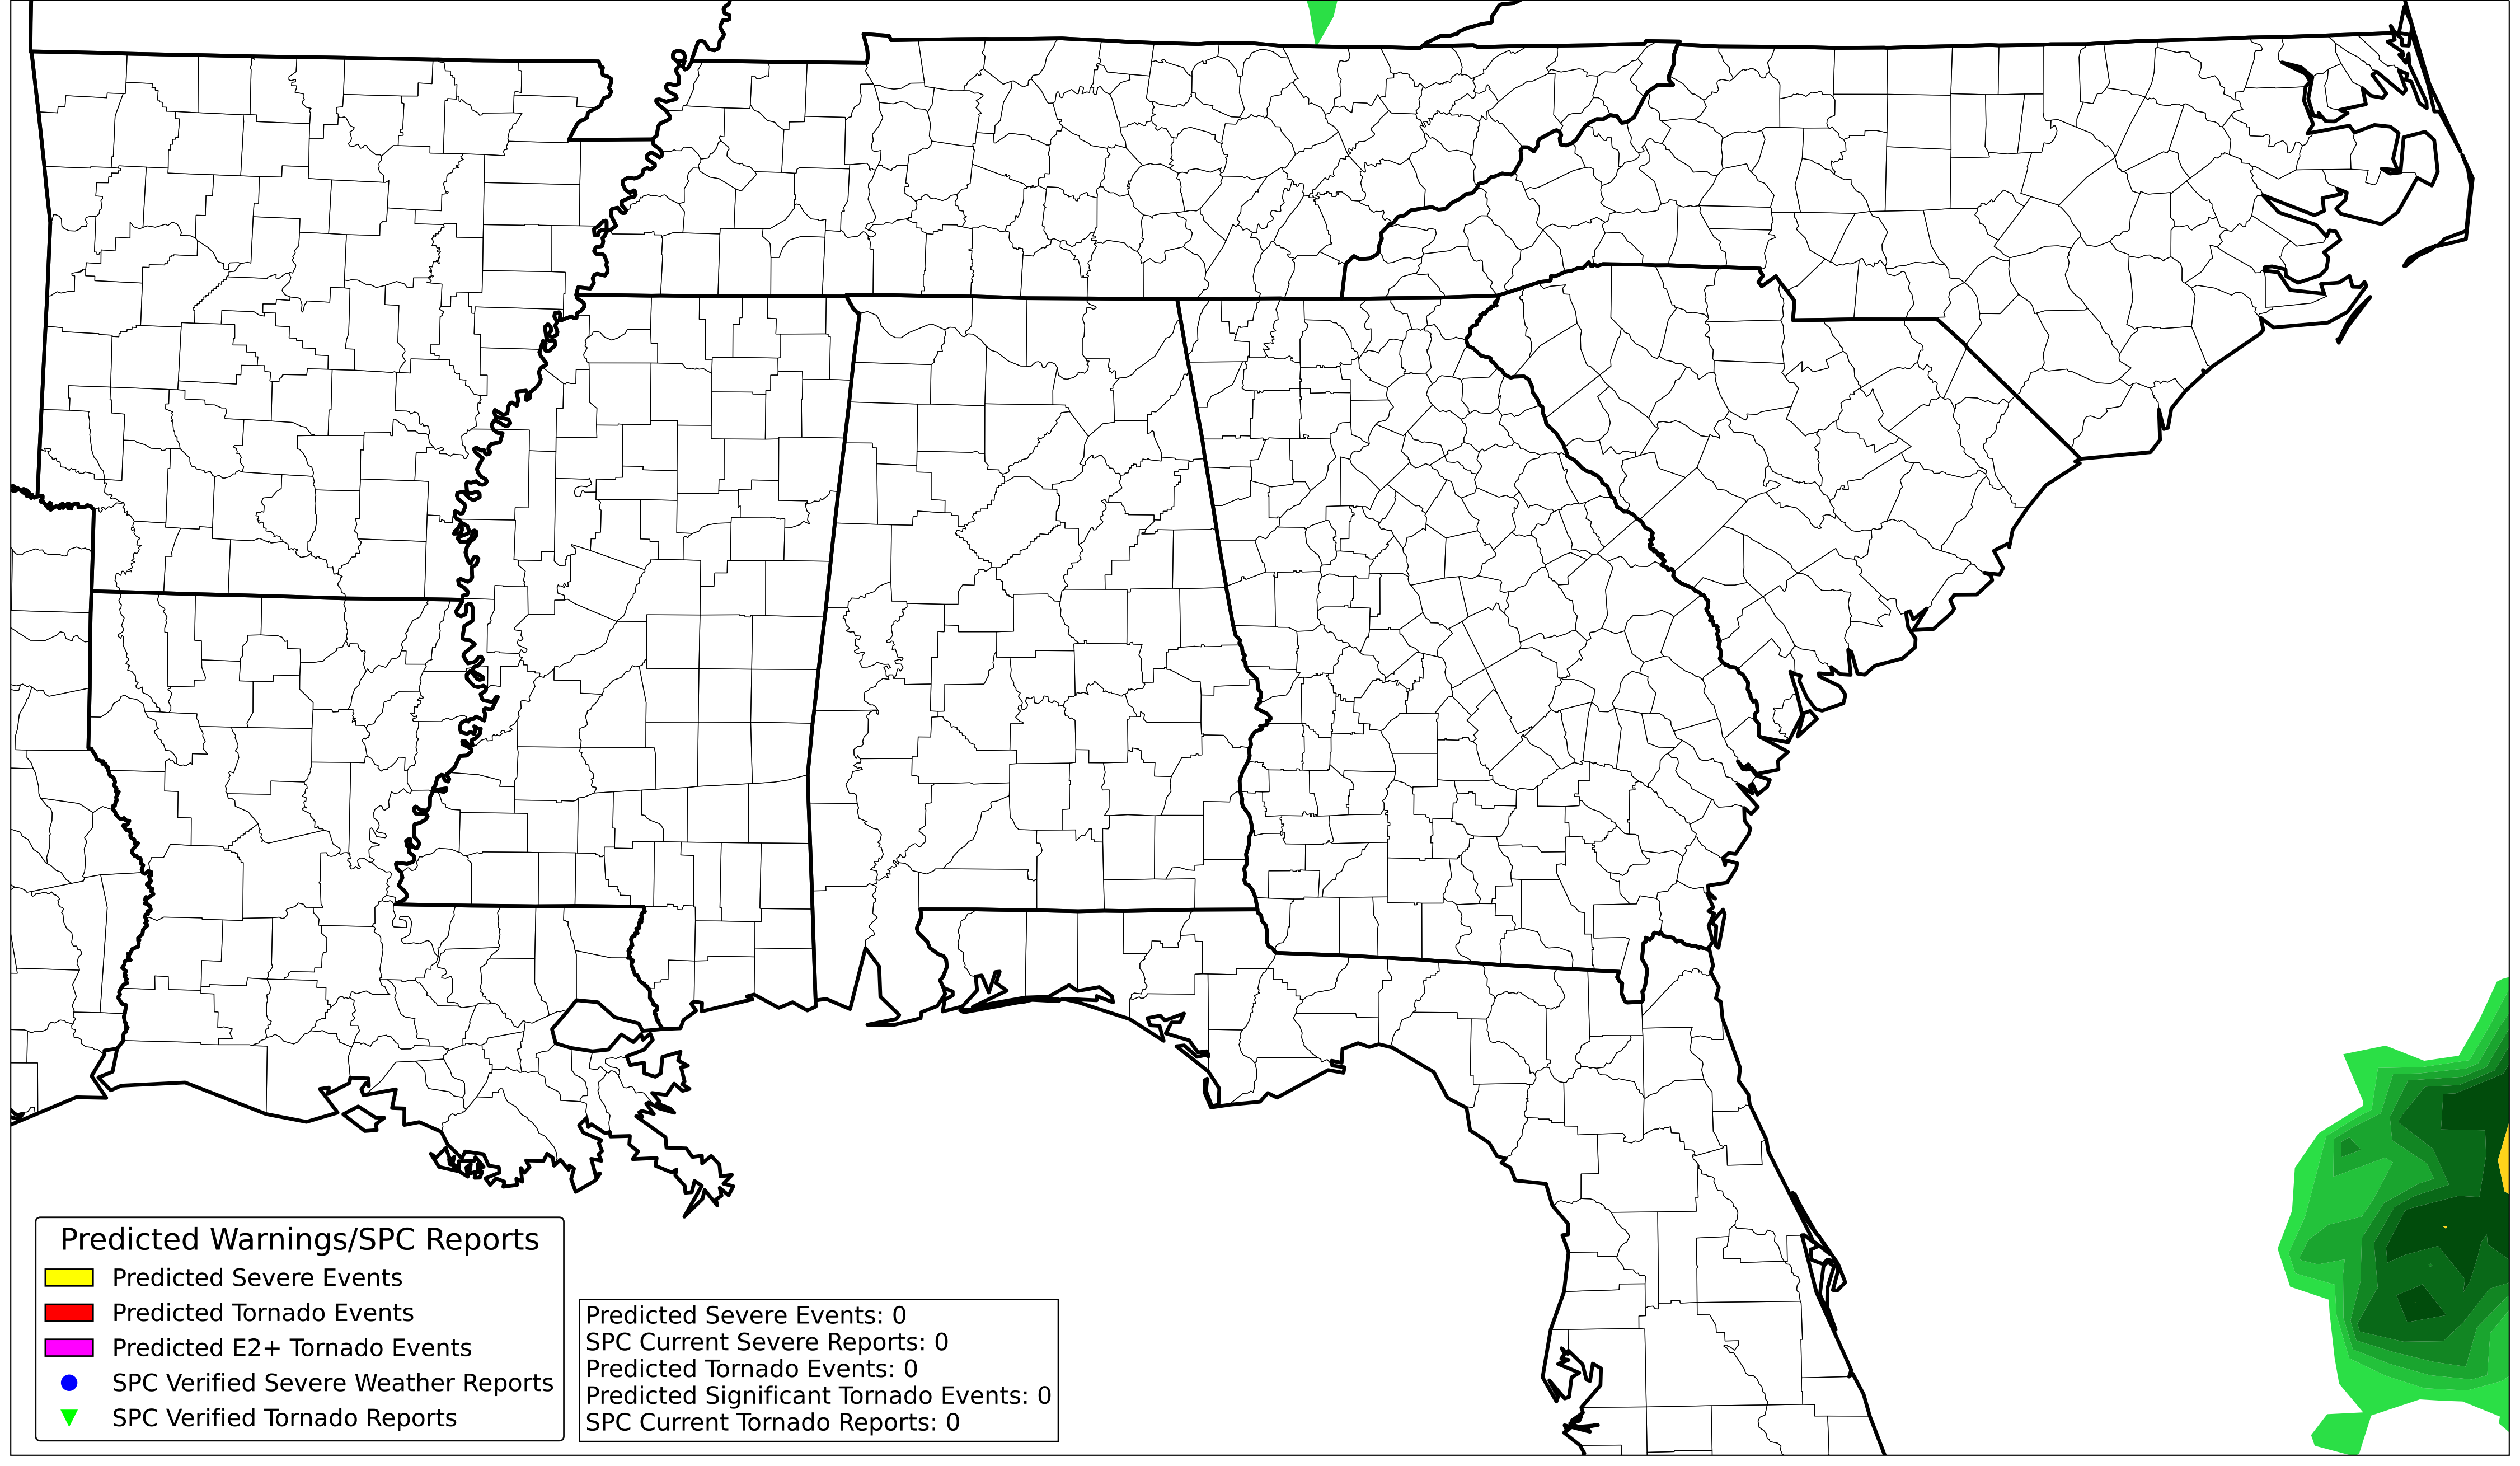 Predicted Warnings/SPC Reports
Predicted Severe Events
Predicted Tornado Events
Predicted E2+ Tornado Events
SPC Verified Severe Weather Reports
SPC Verified Tornado Reports
Predicted Severe Events: 0
SPC Current Severe Reports: 0
Predicted Tornado Events: 0
Predicted Significant Tornado Events: 0
SPC Current Tornado Reports: 0